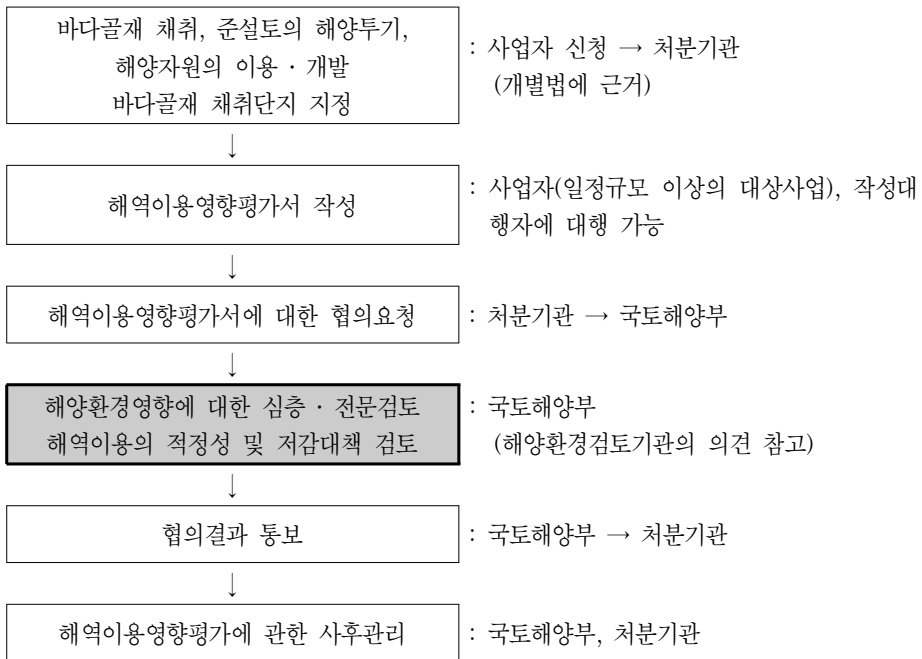 바다골재 채취, 준설토의 해양투기,
해양자원의 이용 · 개발
바다골재 채취단지 지정
: 사업자 신청 → 처분기관
(개별법에 근거)
↓
해역이용영향평가서 작성
: 사업자(일정규모 이상의 대상사업), 작성대
행자에 대행 가능
↓
해역이용영향평가서에 대한 협의요청
: 처분기관 → 국토해양부
↓
해양환경영향에 대한 심층 · 전문검토
해역이용의 적정성 및 저감대책 검토
: 국토해양부
(해양환경검토기관의 의견 참고)
↓
협의결과 통보
: 국토해양부 → 처분기관
↓
해역이용영향평가에 관한 사후관리
: 국토해양부, 처분기관